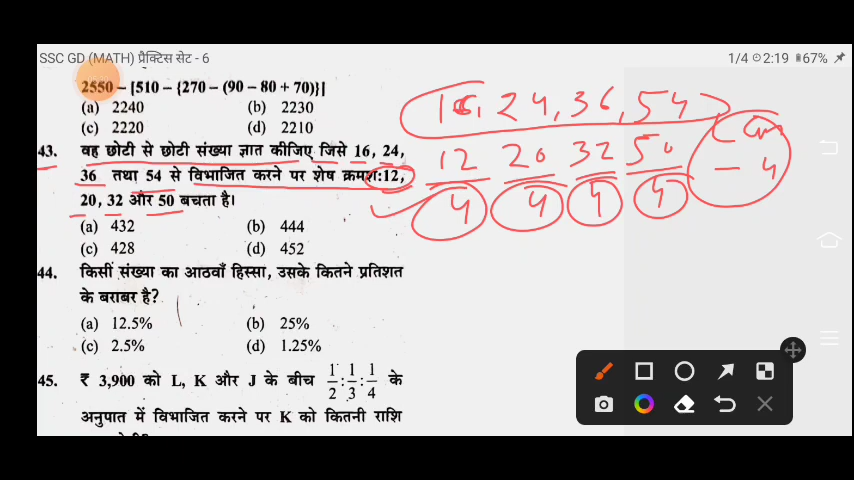 SSC GD (MATH) प्रैक्टिस सेट - 6
1/4 2:19 67%
2550 – [510 – {270 – (90 – 80 + 70)}]
(a) 2240 (b) 2230
(c) 2220 (d) 2210
43. वह छोटी से छोटी संख्या ज्ञात कीजिए जिसे 16, 24,
36 तथा 54 से विभाजित करने पर शेष क्रमशः:12,
20, 32 और 50 बचता है।
(a) 432 (b) 444
(c) 428 (d) 452
16, 24, 36, 54
12 20 32 50
4 4 4 4
Lcm
– 4
44. किसी संख्या का आठवाँ हिस्सा, उसके कितने प्रतिशत
के बराबर है?
(a) 12.5% (b) 25%
(c) 2.5% (d) 1.25%
45. ₹ 3,900 को L, K और J के बीच 1/2 : 1/3 : 1/4 के
अनुपात में विभाजित करने पर K को कितनी राशि